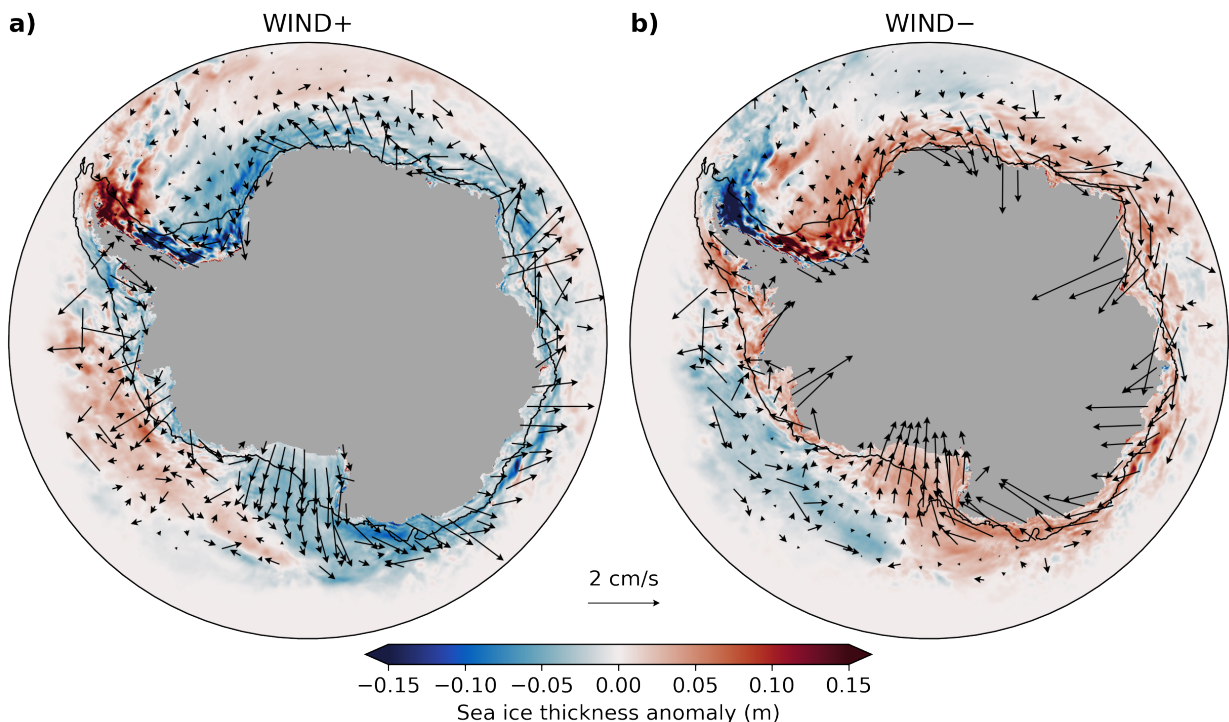 a) WIND+
b) WIND−
2 cm/s
−0.15 −0.10 −0.05 0.00 0.05 0.10 0.15
Sea ice thickness anomaly (m)